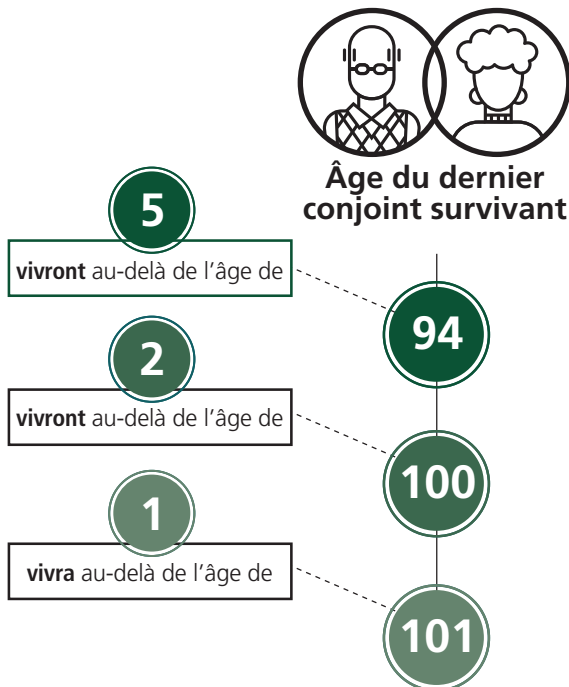 Âge du dernier
conjoint survivant
5
vivront au-delà de l'âge de
94
2
vivront au-delà de l'âge de
100
1
vivra au-delà de l'âge de
101